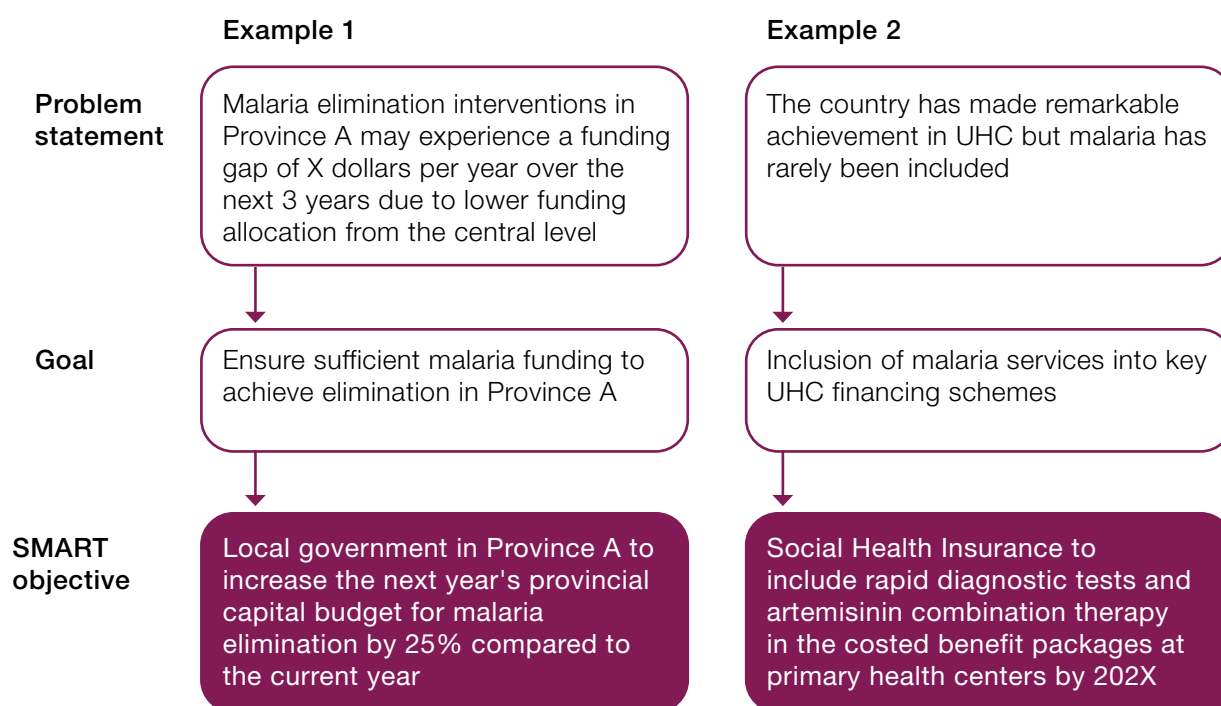 Example 1
Example 2
Problem
statement
Malaria elimination interventions in
Province A may experience a funding
gap of X dollars per year over the
next 3 years due to lower funding
allocation from the central level
The country has made remarkable
achievement in UHC but malaria has
rarely been included
Goal
Ensure sufficient malaria funding to
achieve elimination in Province A
Inclusion of malaria services into key
UHC financing schemes
SMART
objective
Local government in Province A to
increase the next year's provincial
capital budget for malaria
elimination by 25% compared to
the current year
Social Health Insurance to
include rapid diagnostic tests and
artemisinin combination therapy
in the costed benefit packages at
primary health centers by 202X